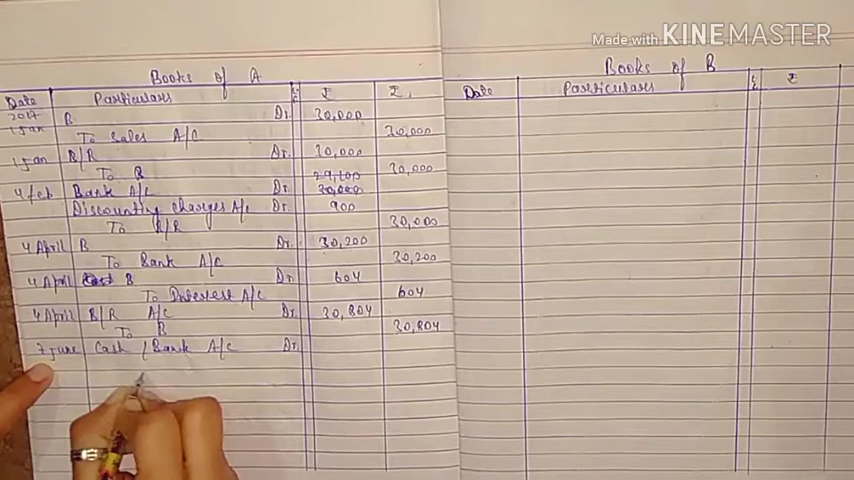 Made with KINEMASTER
Books of A
Date Particulars L.F ₹ ₹
2017
1 Jan B Dr. 30,000
To Sales A/C 30,000
1 Jan B/R Dr. 30,000
To B 30,000
29,100
4 feb Bank A/C Dr. 30,000
Discounting Charges A/C Dr. 900
To B/R 30,000
4 April B Dr. 30,200
To Bank A/C 30,200
4 April B Dr. 604
To Interest A/C 604
4 April B/R A/C Dr. 30,804
To B 30,804
7 June Cash / Bank A/C Dr.
Books of B
Date Particulars ₹